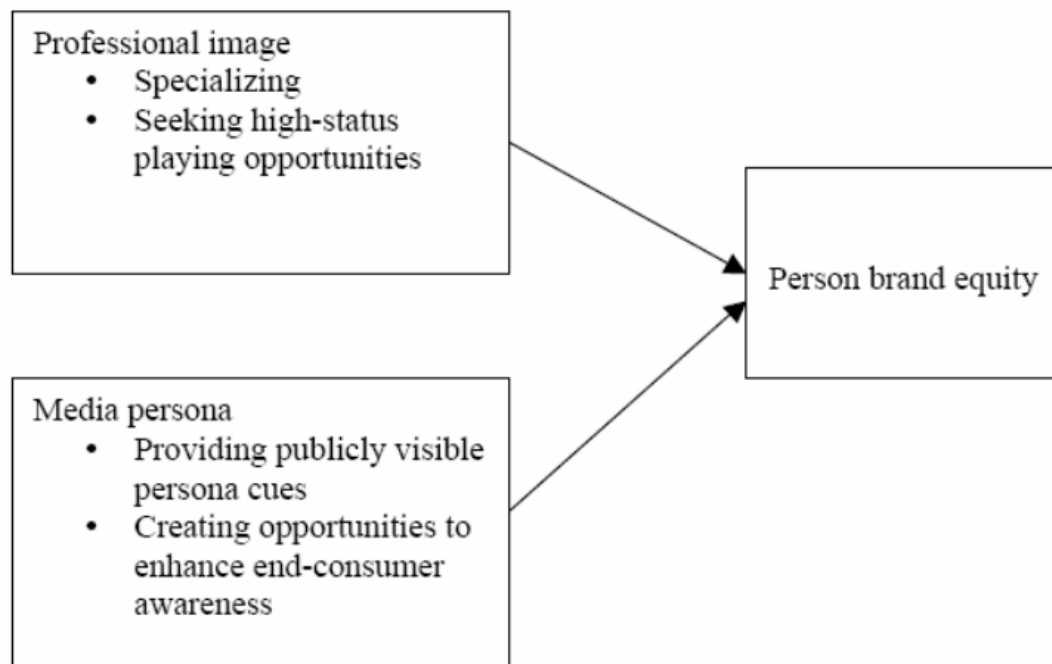 Professional image
• Specializing
• Seeking high-status
playing opportunities
Person brand equity
Media persona
• Providing publicly visible
persona cues
• Creating opportunities to
enhance end-consumer
awareness